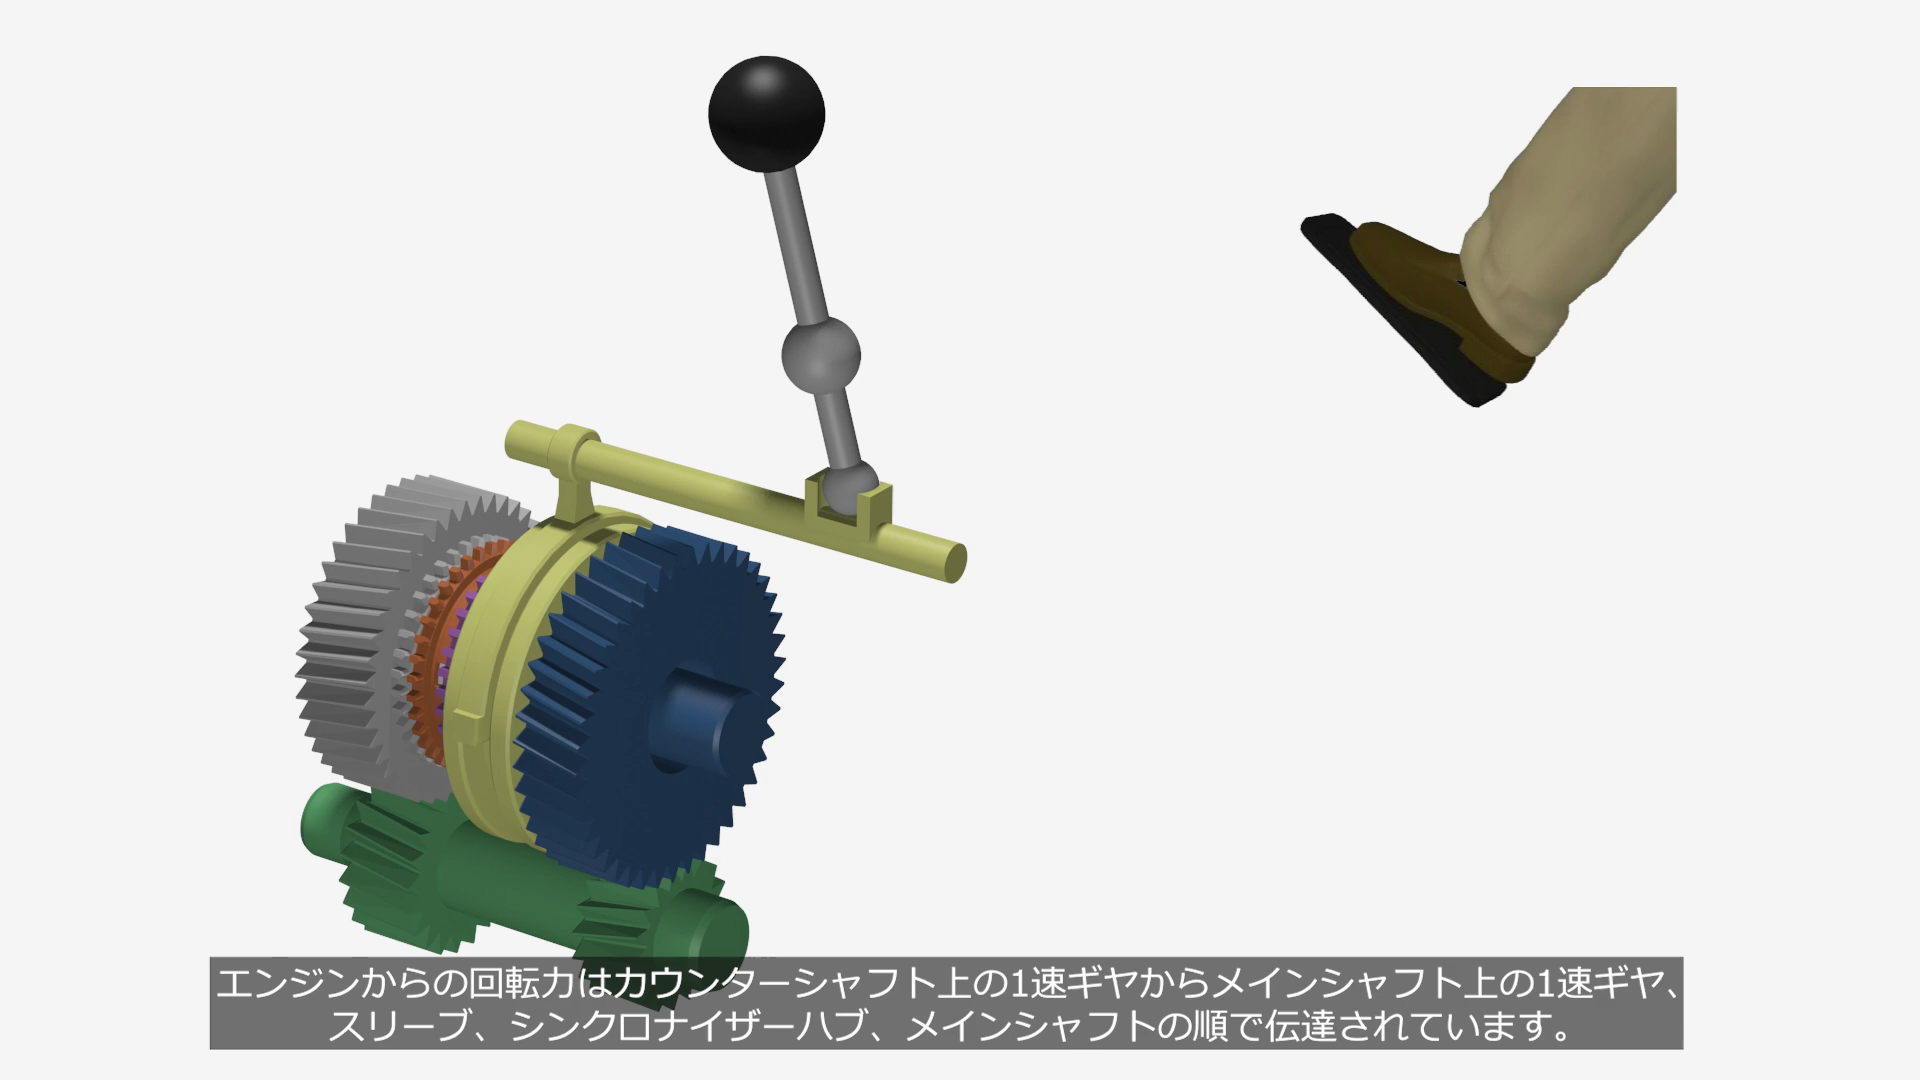 エンジンからの回転力はカウンターシャフト上の1速ギヤからメインシャフト上の1速ギヤ、
スリーブ、シンクロナイザーハブ、メインシャフトの順で伝達されています。